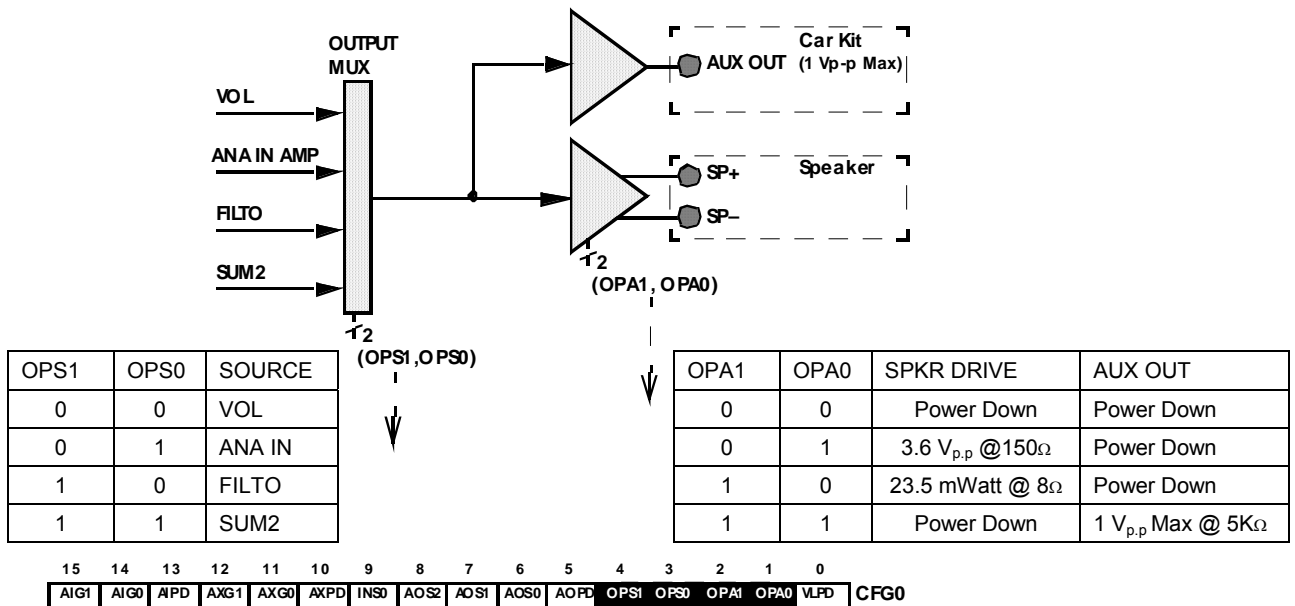 OUTPUT
MUX
VOL
ANA IN AMP
FILTO
SUM2
2
(OPS1,OPS0)
Car Kit
AUX OUT (1 Vp-p Max)
Speaker
SP+
SP–
2
(OPA1, OPA0)
OPS1 OPS0 SOURCE
0 0 VOL
0 1 ANA IN
1 0 FILTO
1 1 SUM2
OPA1 OPA0 SPKR DRIVE AUX OUT
0 0 Power Down Power Down
0 1 3.6 Vp.p @150Ω Power Down
1 0 23.5 mWatt @ 8Ω Power Down
1 1 Power Down 1 Vp.p Max @ 5KΩ
15 14 13 12 11 10 9 8 7 6 5 4 3 2 1 0
AIG1 AIG0 AIPD AXG1 AXG0 AXPD INS0 AOS2 AOS1 AOS0 AOPD OPS1 OPS0 OPA1 OPA0 VLPD CFG0